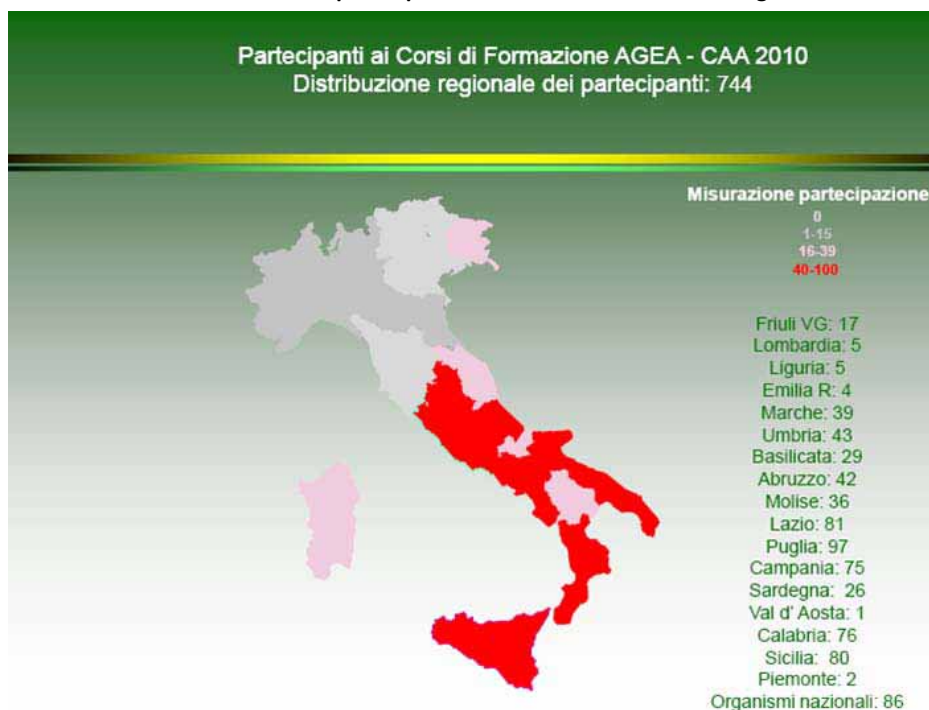 Partecipanti ai Corsi di Formazione AGEA - CAA 2010
Distribuzione regionale dei partecipanti: 744
Misurazione partecipazione
0
1-15
16-39
40-100
Friuli VG: 17
Lombardia: 5
Liguria: 5
Emilia R: 4
Marche: 39
Umbria: 43
Basilicata: 29
Abruzzo: 42
Molise: 36
Lazio: 81
Puglia: 97
Campania: 75
Sardegna: 26
Val d' Aosta: 1
Calabria: 76
Sicilia: 80
Piemonte: 2
Organismi nazionali: 86